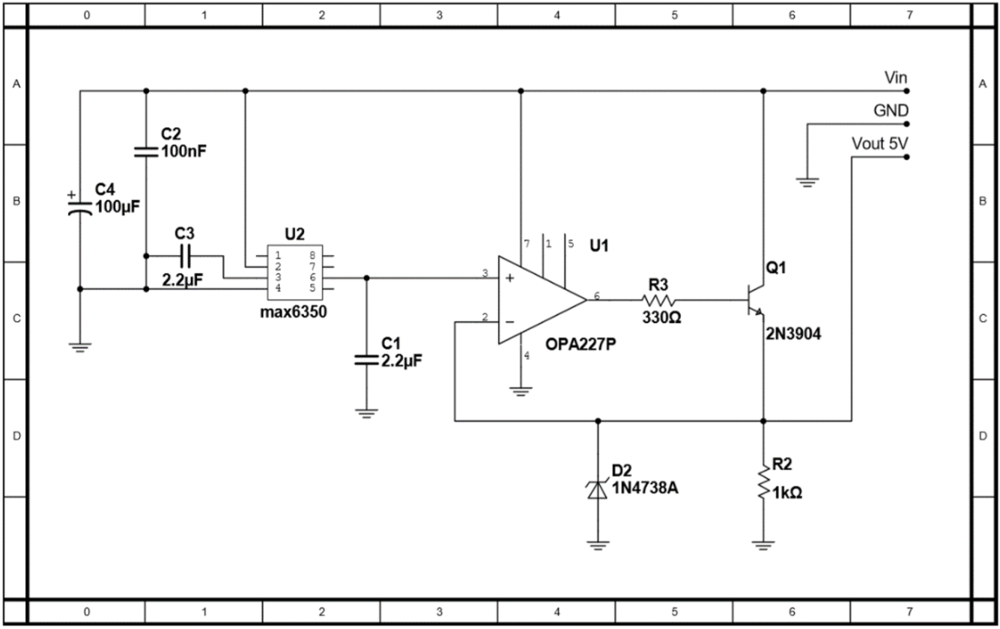 0 1 2 3 4 5 6 7
A A
Vin
GND
Vout 5V
C2
100nF
B B
+ C4
100µF
C3
2.2µF
U2
1 8
2 7
3 6
4 5
max6350
7 1 5 U1
3 +
2 −
6
4
OPA227P
R3
330Ω
Q1
2N3904
C C
C1
2.2µF
D D
D2
1N4738A
R2
1kΩ
0 1 2 3 4 5 6 7